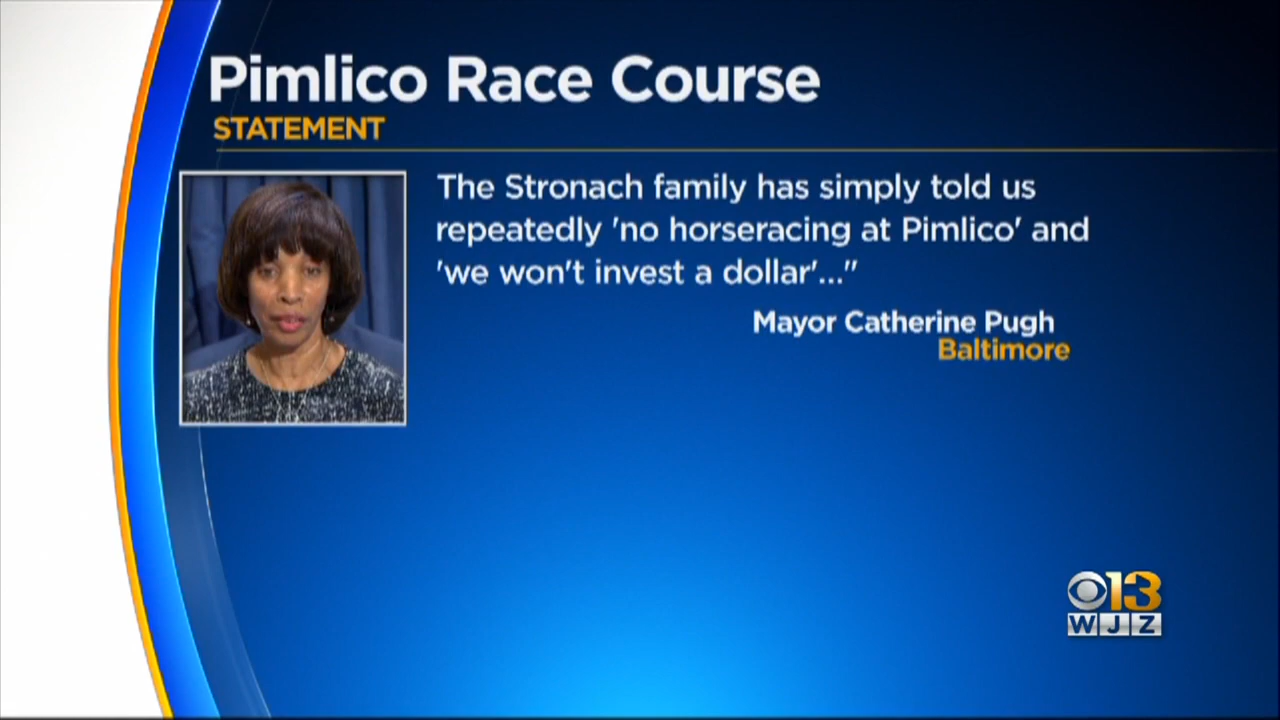 Pimlico Race Course
STATEMENT
The Stronach family has simply told us
repeatedly 'no horseracing at Pimlico' and
'we won't invest a dollar'..."
Mayor Catherine Pugh
Baltimore
13
WJZ